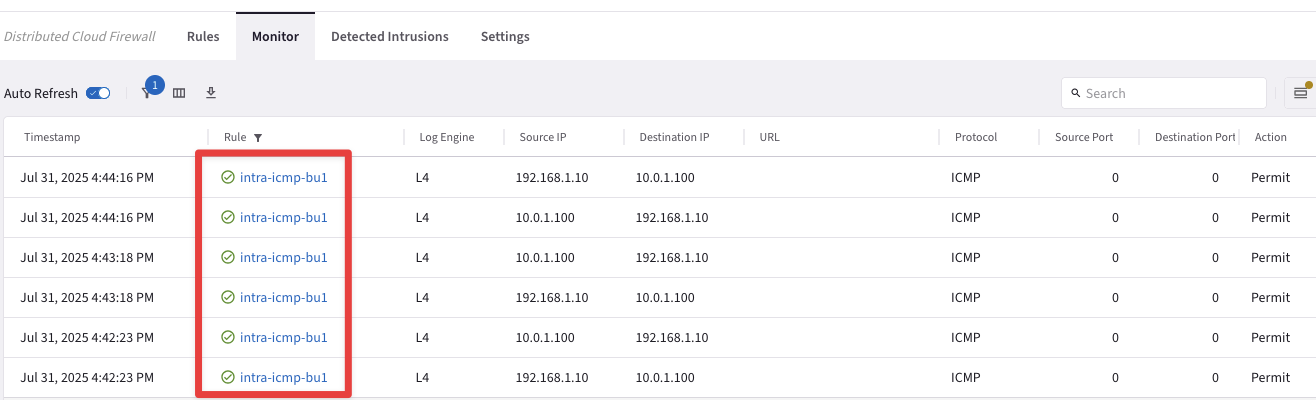 Distributed Cloud Firewall Rules Monitor Detected Intrusions Settings
Auto Refresh 1 Search
Timestamp Rule Log Engine Source IP Destination IP URL Protocol Source Port Destination Port Action
Jul 31, 2025 4:44:16 PM intra-icmp-bu1 L4 192.168.1.10 10.0.1.100 ICMP 0 0 Permit
Jul 31, 2025 4:44:16 PM intra-icmp-bu1 L4 10.0.1.100 192.168.1.10 ICMP 0 0 Permit
Jul 31, 2025 4:43:18 PM intra-icmp-bu1 L4 10.0.1.100 192.168.1.10 ICMP 0 0 Permit
Jul 31, 2025 4:43:18 PM intra-icmp-bu1 L4 192.168.1.10 10.0.1.100 ICMP 0 0 Permit
Jul 31, 2025 4:42:23 PM intra-icmp-bu1 L4 10.0.1.100 192.168.1.10 ICMP 0 0 Permit
Jul 31, 2025 4:42:23 PM intra-icmp-bu1 L4 192.168.1.10 10.0.1.100 ICMP 0 0 Permit